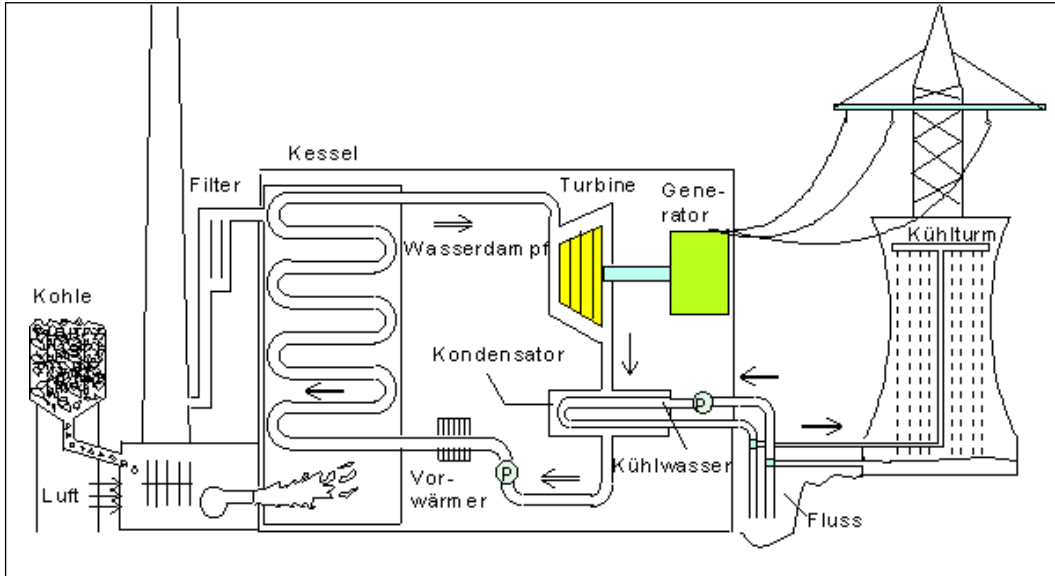 Kessel
Filter
Turbine
Gene-
rator
Wasserdampf
Kühlturm
Kohle
Kondensator
P
Kühlwasser
Vor-
wärmer
P
Luft
Fluss